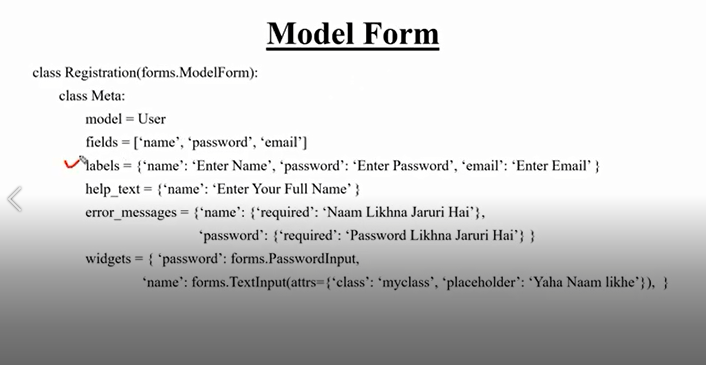 Model Form
class Registration(forms.ModelForm):
class Meta:
model = User
fields = [‘name’, ‘password’, ‘email’]
labels = {‘name’: ‘Enter Name’, ‘password’: ‘Enter Password’, ‘email’: ‘Enter Email’ }
help_text = {‘name’: ‘Enter Your Full Name’ }
error_messages = {‘name’: {‘required’: ‘Naam Likhna Jaruri Hai’},
‘password’: {‘required’: ‘Password Likhna Jaruri Hai’} }
widgets = { ‘password’: forms.PasswordInput,
‘name’: forms.TextInput(attrs={‘class’: ‘myclass’, ‘placeholder’: ‘Yaha Naam likhe’}), }